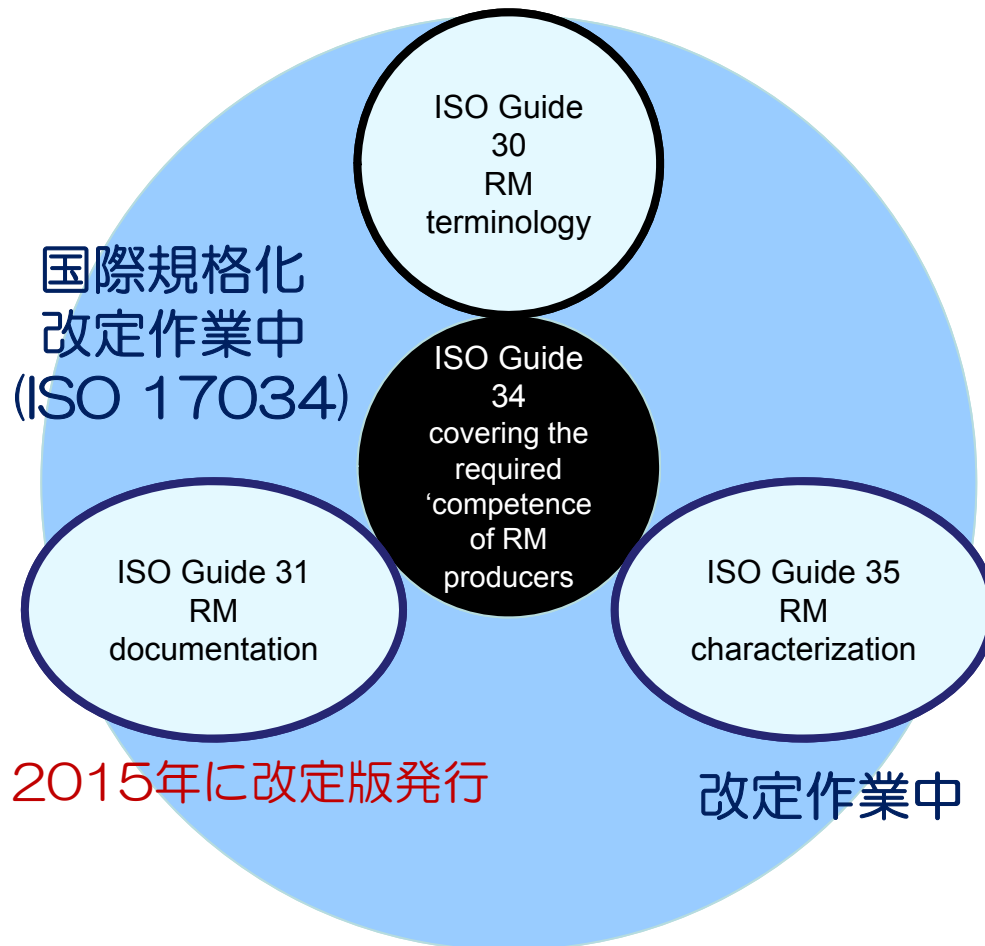 ISO Guide
30
RM
terminology
国際規格化
改定作業中
(ISO 17034)
ISO Guide
34
covering the
required
‘competence
of RM
producers
ISO Guide 31
RM
documentation
ISO Guide 35
RM
characterization
2015年に改定版発行
改定作業中